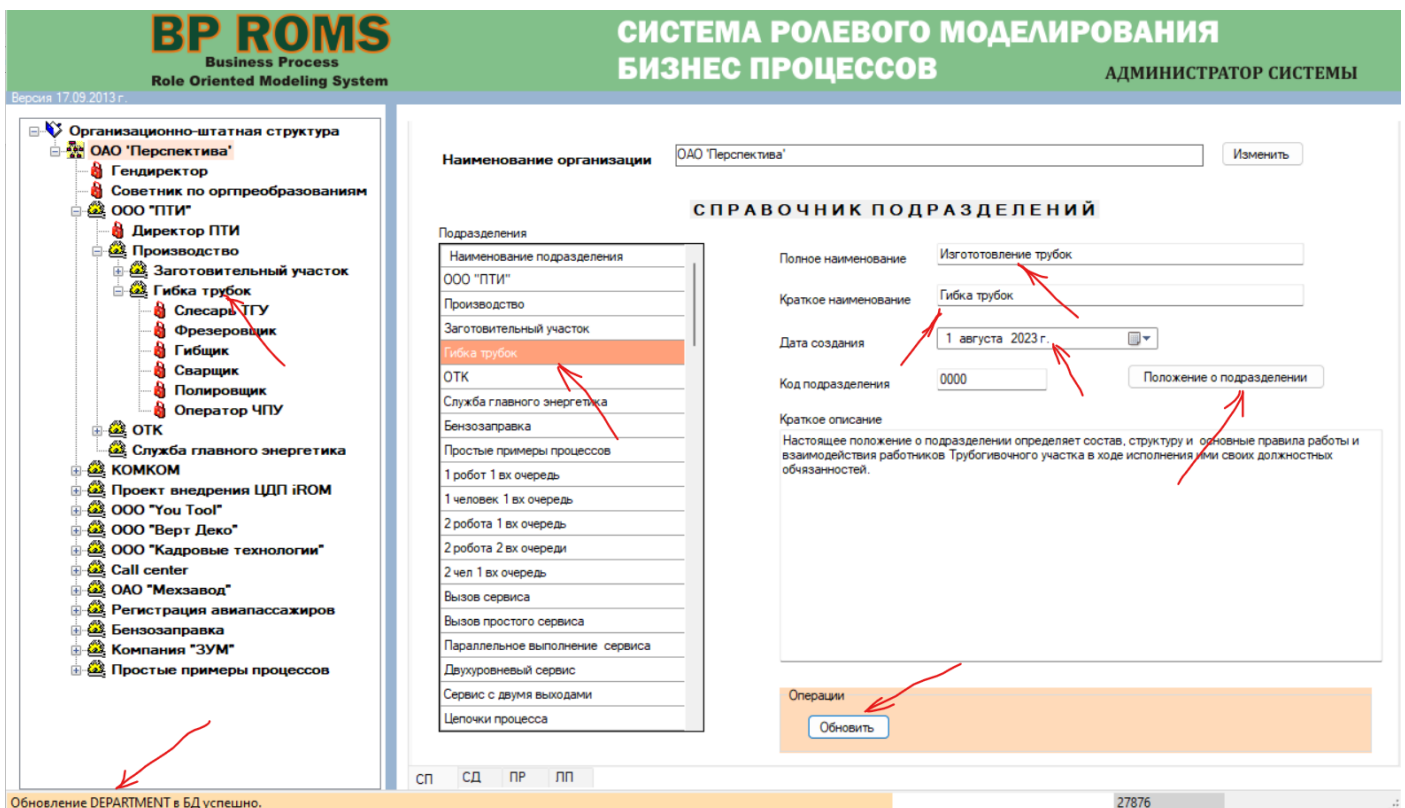 BP ROMS
Business Process
Role Oriented Modeling System
СИСТЕМА РОЛЕВОГО МОДЕЛИРОВАНИЯ
БИЗНЕС ПРОЦЕССОВ
АДМИНИСТРАТОР СИСТЕМЫ
Версия 17.09.2013 г.
Организационно-штатная структура
ОАО 'Перспектива'
Гендиректор
Советник по оргпреобразованиям
ООО "ПТИ"
Директор ПТИ
Производство
Заготовительный участок
Гибка трубок
Слесарь ТГУ
Фрезеровщик
Гибщик
Сварщик
Полировщик
Оператор ЧПУ
ОТК
Служба главного энергетика
КОМКОМ
Проект внедрения ЦДП iROM
ООО "You Tool"
ООО "Верт Деко"
ООО "Кадровые технологии"
Call center
ОАО "Мехзавод"
Регистрация авиапассажиров
Бензозаправка
Компания "ЗУМ"
Простые примеры процессов
Наименование организации
ОАО 'Перспектива'
Изменить
СПРАВОЧНИК ПОДРАЗДЕЛЕНИЙ
Подразделения
Наименование подразделения
ООО "ПТИ"
Производство
Заготовительный участок
Гибка трубок
ОТК
Служба главного энергетика
Бензозаправка
Простые примеры процессов
1 робот 1 вх очередь
1 человек 1 вх очередь
2 робота 1 вх очередь
2 робота 2 вх очереди
2 чел 1 вх очередь
Вызов сервиса
Вызов простого сервиса
Параллельное выполнение сервиса
Двухуровневый сервис
Сервис с двумя выходами
Цепочки процесса
Полное наименование
Изгототовление трубок
Краткое наименование
Гибка трубок
Дата создания
1 августа 2023 г.
Код подразделения
0000
Положение о подразделении
Краткое описание
Настоящее положение о подразделении определяет состав, структуру и основные правила работы и
взаимодействия работников Трубогивочного участка в ходе исполнения ими своих должностных
обчязанностей.
Операции
Обновить
СП СД ПР ЛП
Обновление DEPARTMENT в БД успешно.
27876